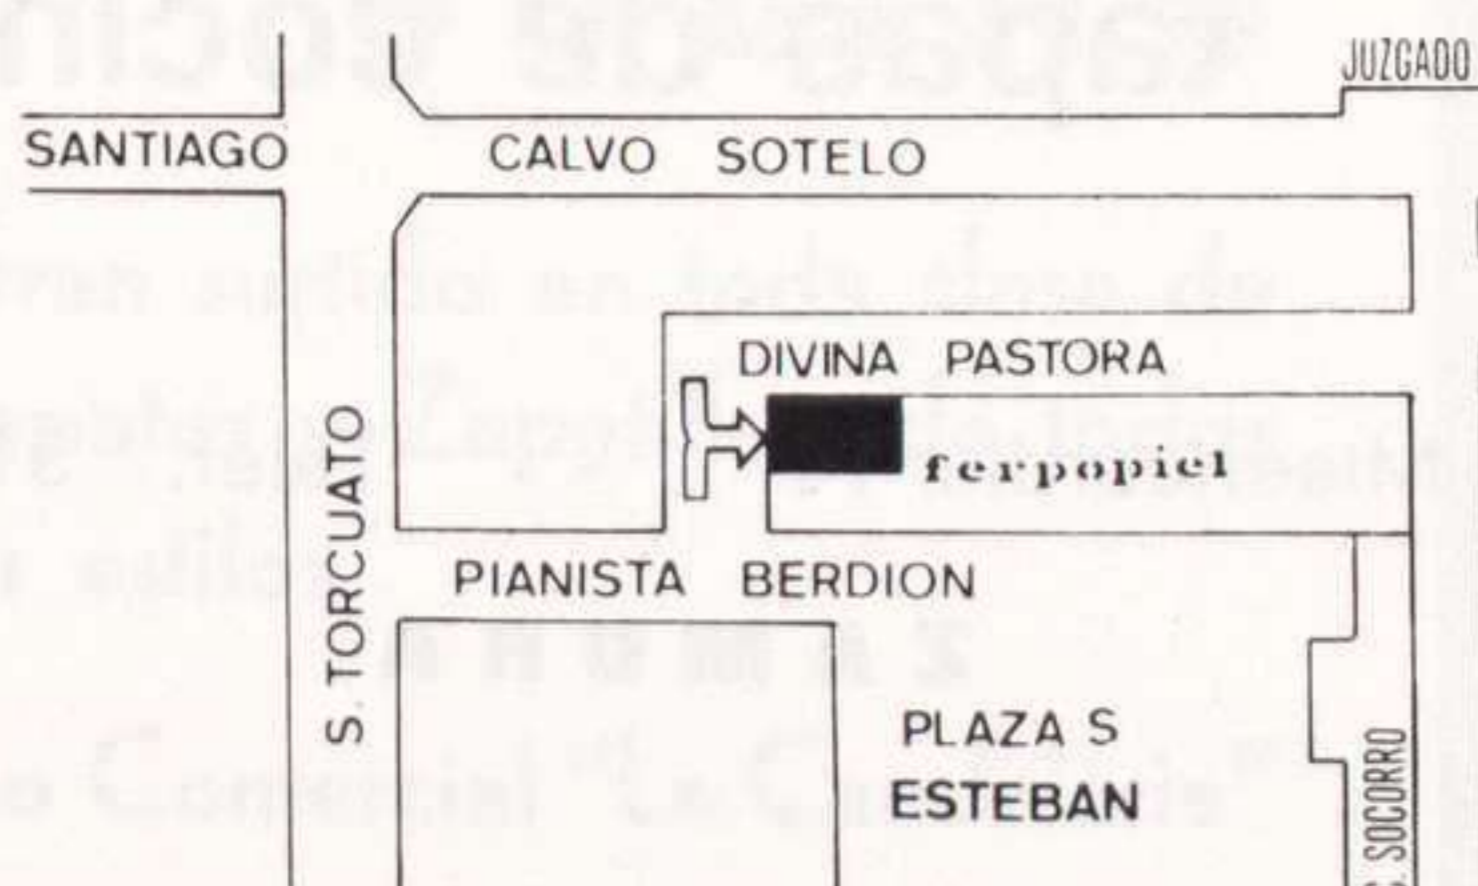 JUZGADO
SANTIAGO
CALVO SOTELO
DIVINA PASTORA
ferpopiel
S. TORCUATO
PIANISTA BERDION
PLAZA S
ESTEBAN
SOCORRO